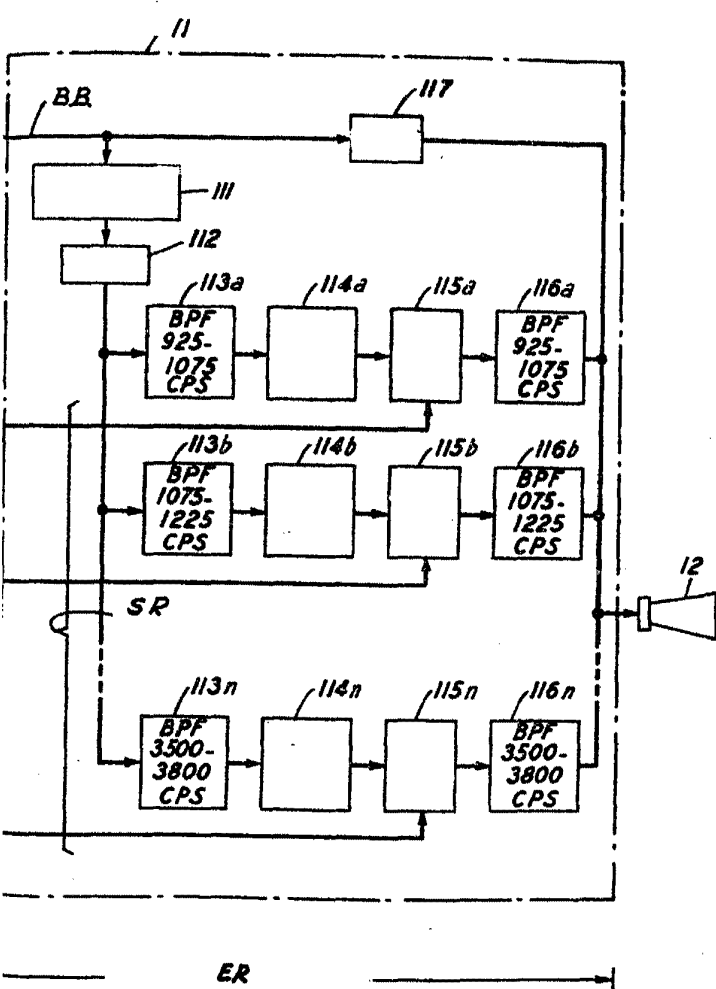 11
B.B.
117
111
112
113a
114a
115a
116a
BPF
925-
1075
CPS
BPF
925-
1075
CPS
113b
114b
115b
116b
BPF
1075-
1225
CPS
BPF
1075-
1225
CPS
12
SR
113n
114n
115n
116n
BPF
3500-
3800
CPS
BPF
3500-
3800
CPS
ER